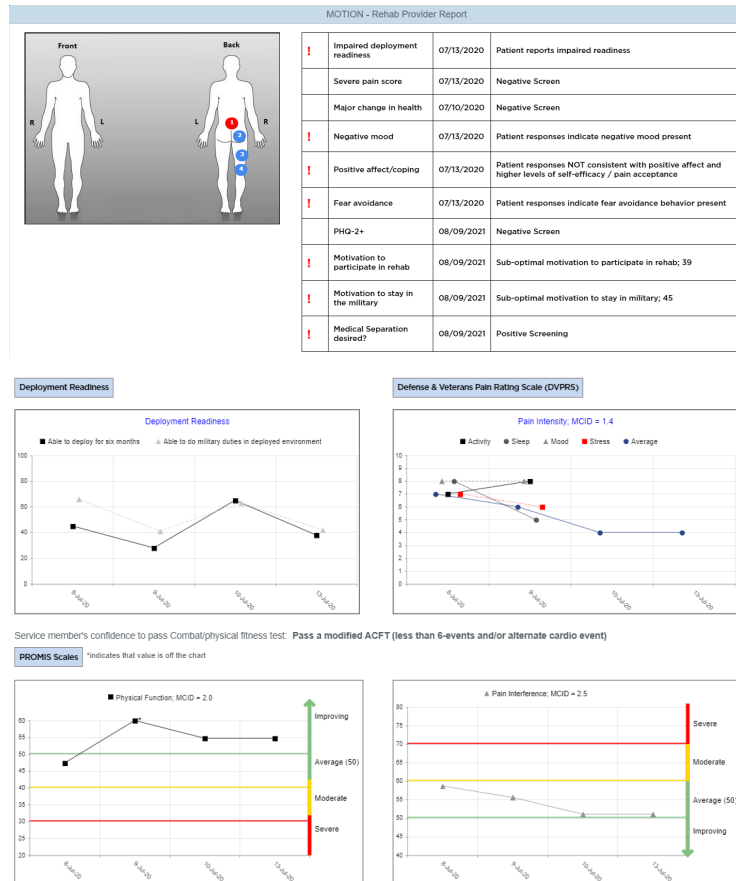 MOTION - Rehab Provider Report
Front
Back
R
L
L
R
1
2
3
4
! Impaired deployment readiness 07/13/2020 Patient reports impaired readiness
Severe pain score 07/13/2020 Negative Screen
Major change in health 07/10/2020 Negative Screen
! Negative mood 07/13/2020 Patient responses indicate negative mood present
! Positive affect/coping 07/13/2020 Patient responses NOT consistent with positive affect and higher levels of self-efficacy / pain acceptance
! Fear avoidance 07/13/2020 Patient responses indicate fear avoidance behavior present
PHQ-2+ 08/09/2021 Negative Screen
! Motivation to participate in rehab 08/09/2021 Sub-optimal motivation to participate in rehab; 39
! Motivation to stay in the military 08/09/2021 Sub-optimal motivation to stay in military; 45
! Medical Separation desired? 08/09/2021 Positive Screening
Deployment Readiness
Deployment Readiness
Able to deploy for six months Able to do military duties in deployed environment
100
80
60
40
20
0
8-Jul-20 9-Jul-20 10-Jul-20 13-Jul-20
Defense & Veterans Pain Rating Scale (DVPRS)
Pain Intensity; MCID = 1.4
Activity Sleep Mood Stress Average
10
9
8
7
6
5
4
3
2
1
0
8-Jul-20 9-Jul-20 10-Jul-20 13-Jul-20
Service member's confidence to pass Combat/physical fitness test: Pass a modified ACFT (less than 6-events and/or alternate cardio event)
PROMIS Scales *indicates that value is off the chart
Physical Function; MCID = 2.0
60
55
50
45
40
35
30
25
20
*
Improving
Average (50)
Moderate
Severe
8-Jul-20 9-Jul-20 10-Jul-20 13-Jul-20
Pain Interference; MCID = 2.5
80
75
70
65
60
55
50
45
40
Severe
Moderate
Average (50)
Improving
8-Jul-20 9-Jul-20 10-Jul-20 13-Jul-20